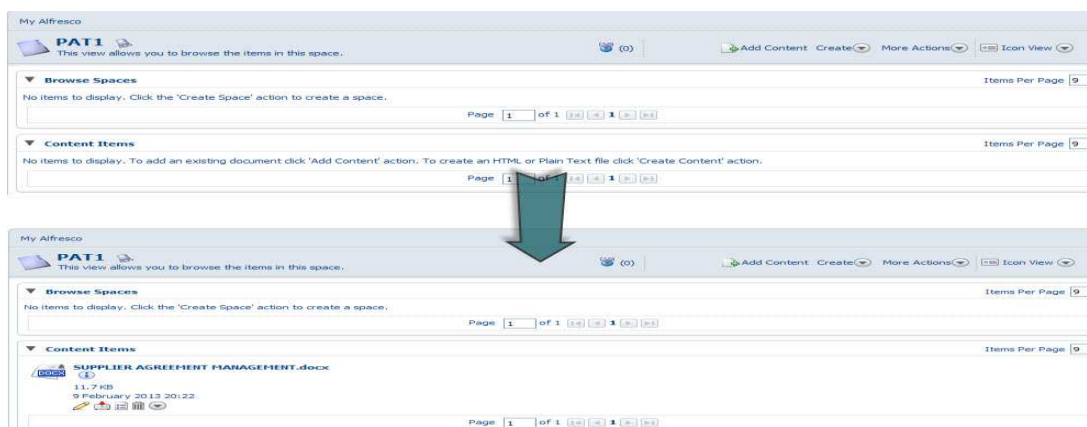 My Alfresco
PAT1
This view allows you to browse the items in this space.
(0)
Add Content Create More Actions Icon View
Browse Spaces Items Per Page 9
No items to display. Click the 'Create Space' action to create a space.
Page 1 of 1 1
Content Items Items Per Page 9
No items to display. To add an existing document click 'Add Content' action. To create an HTML or Plain Text file click 'Create Content' action.
Page 1 of 1 1
My Alfresco
PAT1
This view allows you to browse the items in this space.
(0)
Add Content Create More Actions Icon View
Browse Spaces Items Per Page 9
No items to display. Click the 'Create Space' action to create a space.
Page 1 of 1 1
Content Items Items Per Page 9
DOCX
SUPPLIER AGREEMENT MANAGEMENT.docx
11.7 KB
9 February 2013 20:22
Page 1 of 1 1